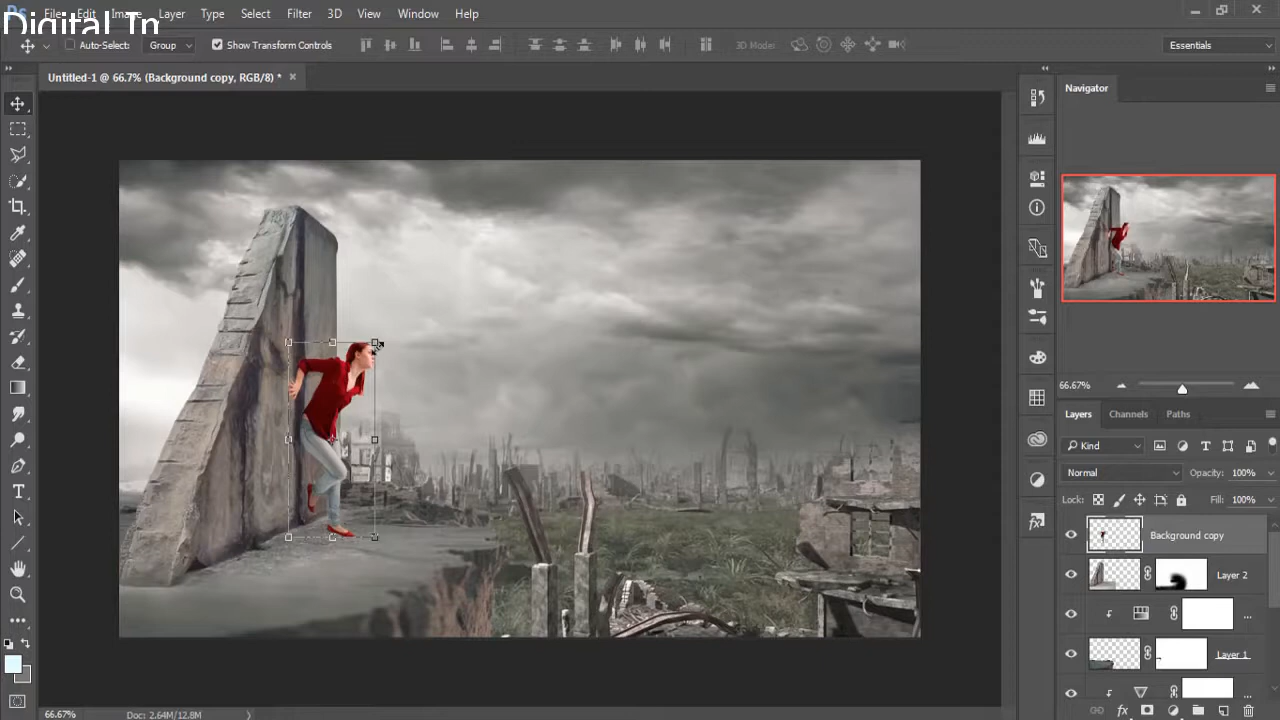 Ps File Edit Image Layer Type Select Filter 3D View Window Help
Digital Tn
Auto-Select: Group Show Transform Controls 3D Mode: Essentials
Untitled-1 @ 66.7% (Background copy, RGB/8) *
Navigator
66.67%
Layers Channels Paths
Kind
Normal Opacity: 100%
Lock: Fill: 100%
Background copy
Layer 2
...
Layer 1
...
66.67% Doc: 2.64M/12.8M